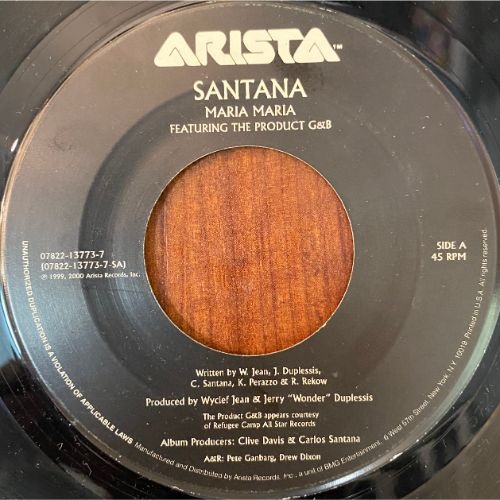 ARISTA™
SANTANA
MARIA MARIA
FEATURING THE PRODUCT G&B
07822-13773-7
[07822-13773-7-SA]
℗ 1999, 2000 Arista Records, Inc.
SIDE A
45 RPM
Written by W. Jean, J. Duplessis,
C. Santana, K. Perazzo & R. Rekow
Produced by Wyclef Jean & Jerry "Wonder" Duplessis
The Product G&B appears courtesy
of Refugee Camp All Star Records
Album Producers: Clive Davis & Carlos Santana
A&R: Pete Ganbarg, Drew Dixon
UNAUTHORIZED DUPLICATION IS A VIOLATION OF APPLICABLE LAWS Manufactured and Distributed by Arista Records, Inc., a unit of BMG Entertainment, 6 West 57th Street, New York, N.Y. 10019 Printed in U.S.A. All rights reserved.